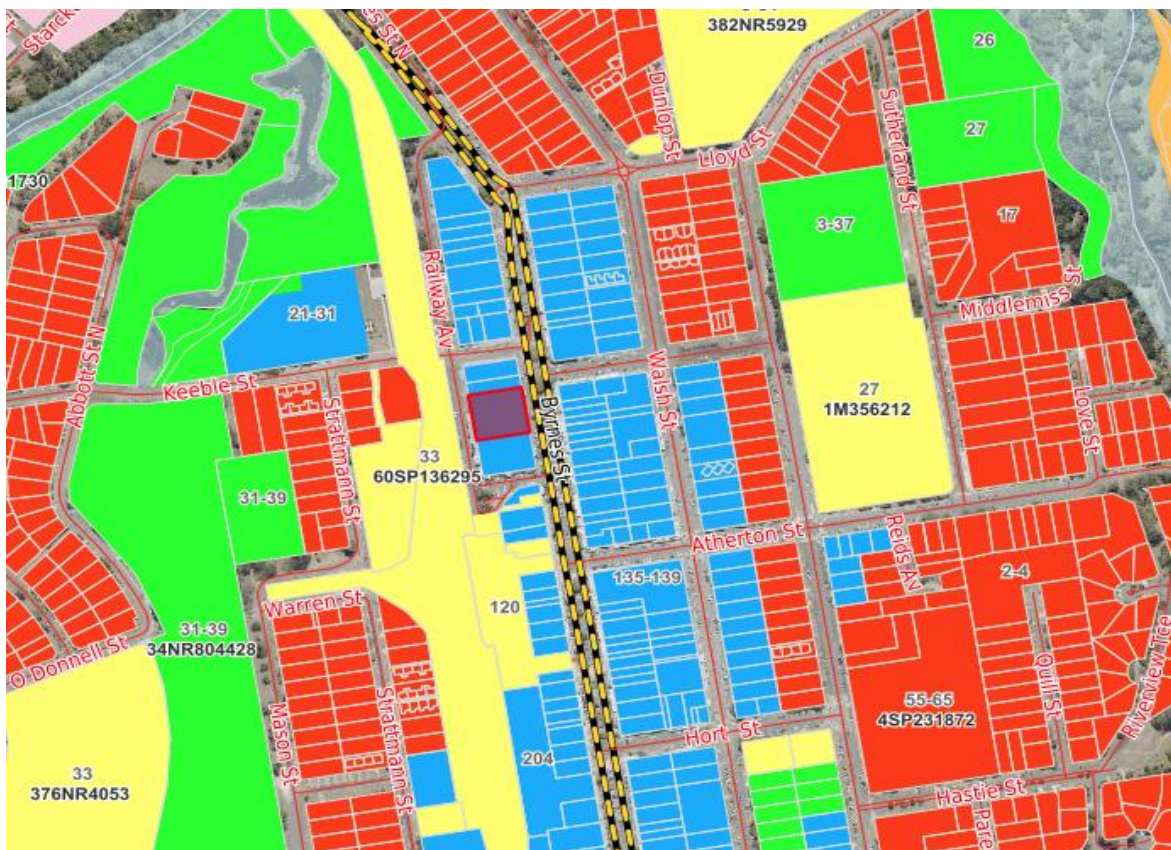 382NR5929
Starcke
Dunlop St
Sutherland St
26
Lloyd St
27
1730
3-37
17
Railway Av
Middlemiss St
21-31
Abbott St N
Keeble St
Walsh St
Byrnes St
Strattmann St
27
1M356212
Love St
33
60SP136295
31-39
Atherton St
Reids Av
135-139
2-4
Warren St
120
31-39
34NR804428
O Donnell St
Quill St
Riverview Tce
55-65
4SP231872
Mason St
Strattmann St
Hort St
204
33
376NR4053
Hastie St
Pare